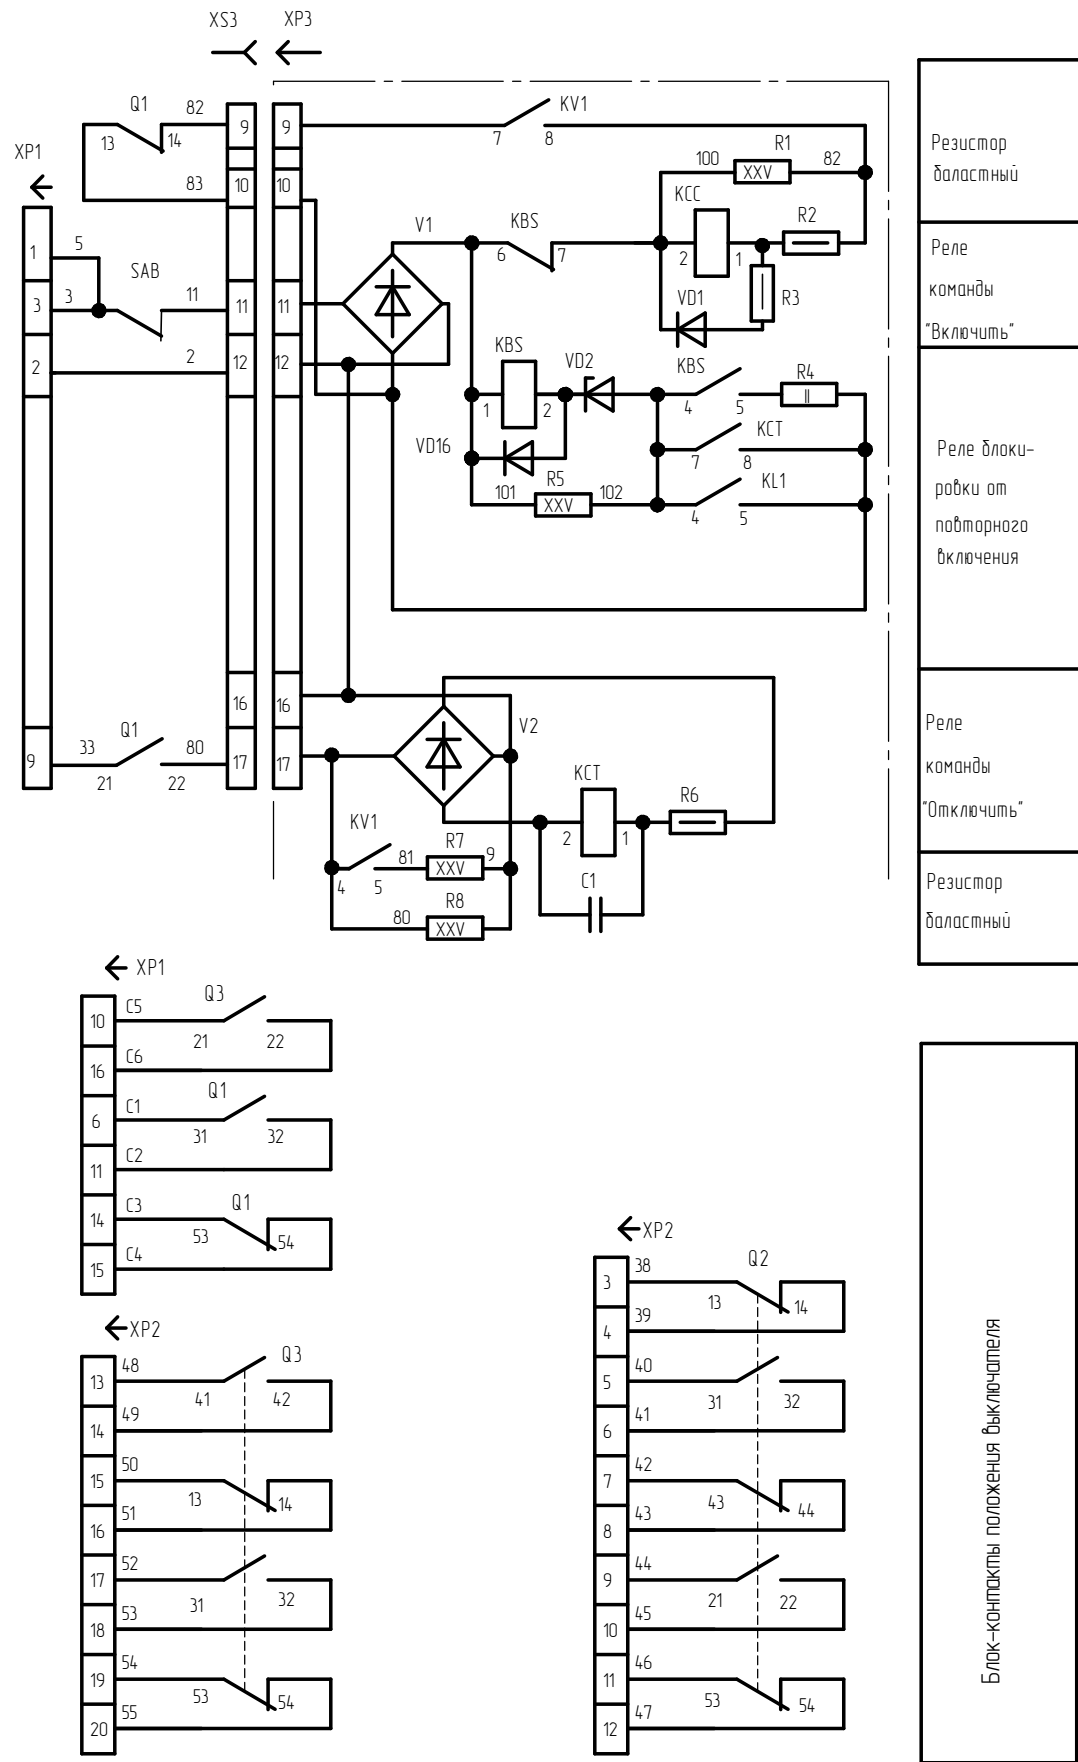 XS3 XP3
Q1 82
13 14
9 9
KV1
7 8
XP1
83
10 10
R1
100 XXV 82
KCC
2 1
R2
R3
VD1
V1
KBS
6 7
1
5
SAB
3 3
11
11 11
2 2
12 12
KBS
1 2
VD2
VD16
KBS
4 5
R4
KCT
7 8
KL1
4 5
R5
101 XXV 102
16 16
V2
Q1
9 33 80
21 22
17 17
KCT
2 1
R6
C1
KV1
4 5
81 R7 9
XXV
R8
80 XXV
Резистор
баластный
Реле
команды
"Включить"
Реле блоки-
ровки от
повторного
включения
Реле
команды
"Отключить"
Резистор
баластный
XP1
10 C5 Q3
21 22
16 C6
6 C1 Q1
31 32
11 C2
14 C3 Q1
53 54
15 C4
XP2
13 48 Q3
41 42
14 49
15 50
13 14
16 51
17 52
31 32
18 53
19 54
53 54
20 55
XP2
3 38 Q2
13 14
4 39
5 40
31 32
6 41
7 42
43 44
8 43
9 44
21 22
10 45
11 46
53 54
12 47
Блок-контакты положения выключателя